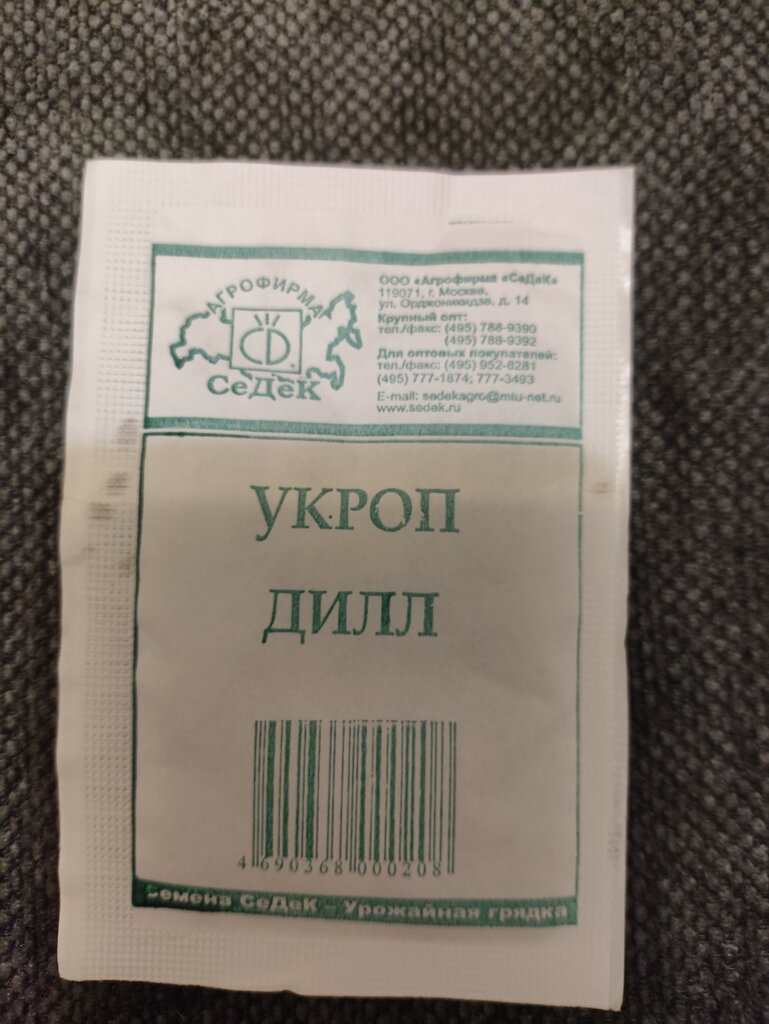 АГРОФИРМА
СД
СеДеК
ООО «Агрофирма «СеДеК»
119071, г. Москва,
ул. Орджоникидзе, д. 14
Крупный опт:
тел./факс: (495) 788-9390
(495) 788-9392
Для оптовых покупателей:
тел./факс: (495) 952-8281
(495) 777-1874; 777-3493
E-mail: sedekagro@mtu-net.ru
www.sedek.ru
УКРОП
ДИЛЛ
4 690368 000208
Семена СеДеК – Урожайная грядка